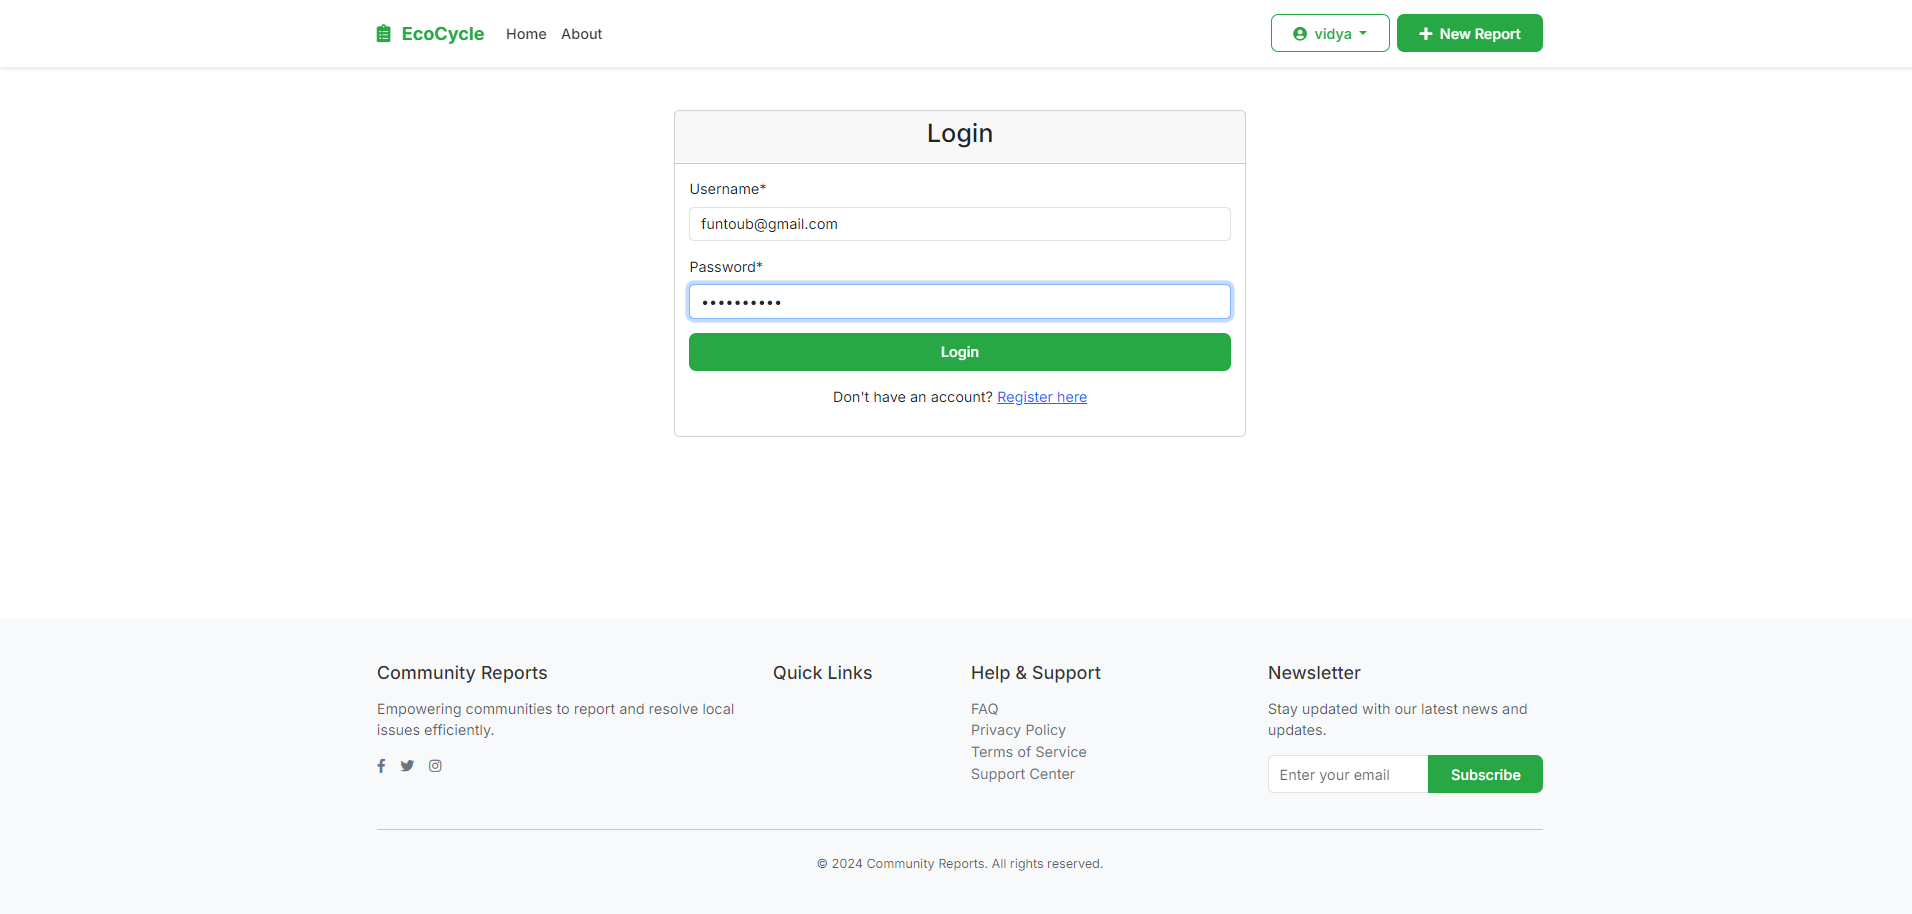 EcoCycle Home About vidya New Report
Login
Username*
funtoub@gmail.com
Password*
••••••••••
Login
Don't have an account? Register here
Community Reports
Empowering communities to report and resolve local
issues efficiently.
Quick Links
Help & Support
FAQ
Privacy Policy
Terms of Service
Support Center
Newsletter
Stay updated with our latest news and
updates.
Enter your email Subscribe
© 2024 Community Reports. All rights reserved.